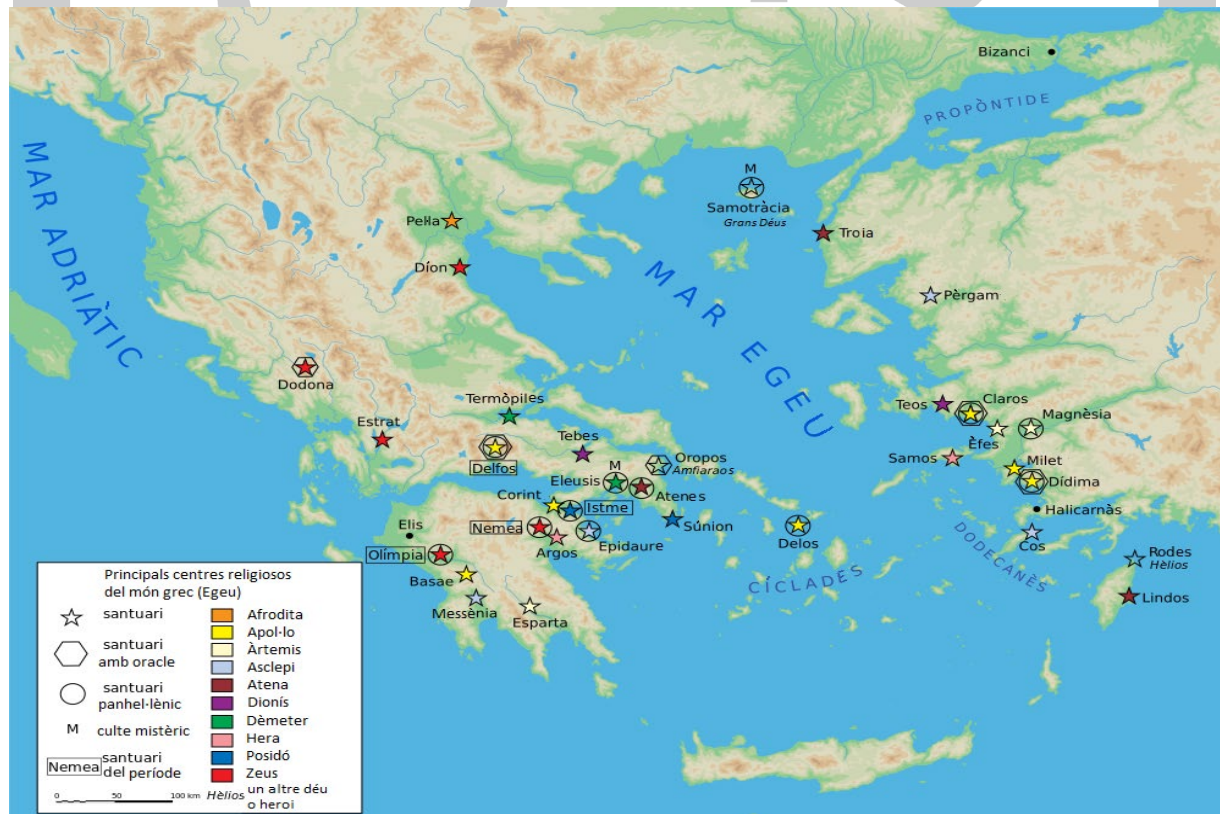 Bizanci
PROPÒNTIDE
MAR ADRIÀTIC
M
Samotràcia
Grans Déus
Pel·la
Troia
Díon
MAR EGEU
Pèrgam
Dodona
Termòpiles
Teos
Claros
Estrat
Magnèsia
Tebes
Èfes
Delfos
Oropos
Amfiaraos
Samos
Milet
M
Eleusis
Dídima
Corint
Istme
Atenes
Halicarnàs
Elis
Nemea
Súnion
Delos
Argos
Epidaure
Cos
DODECANÈS
Rodes
Hèlios
Olímpia
Basae
CÍCLADES
Lindos
Messènia
Esparta
Principals centres religiosos
del món grec (Egeu)
santuari
santuari
amb oracle
santuari
panhel·lènic
M culte mistèric
Nemea santuari
del període
0 50 100 km
Afrodita
Apol·lo
Àrtemis
Asclepi
Atena
Dionís
Dèmeter
Hera
Posidó
Zeus
Hèlios un altre déu
o heroi